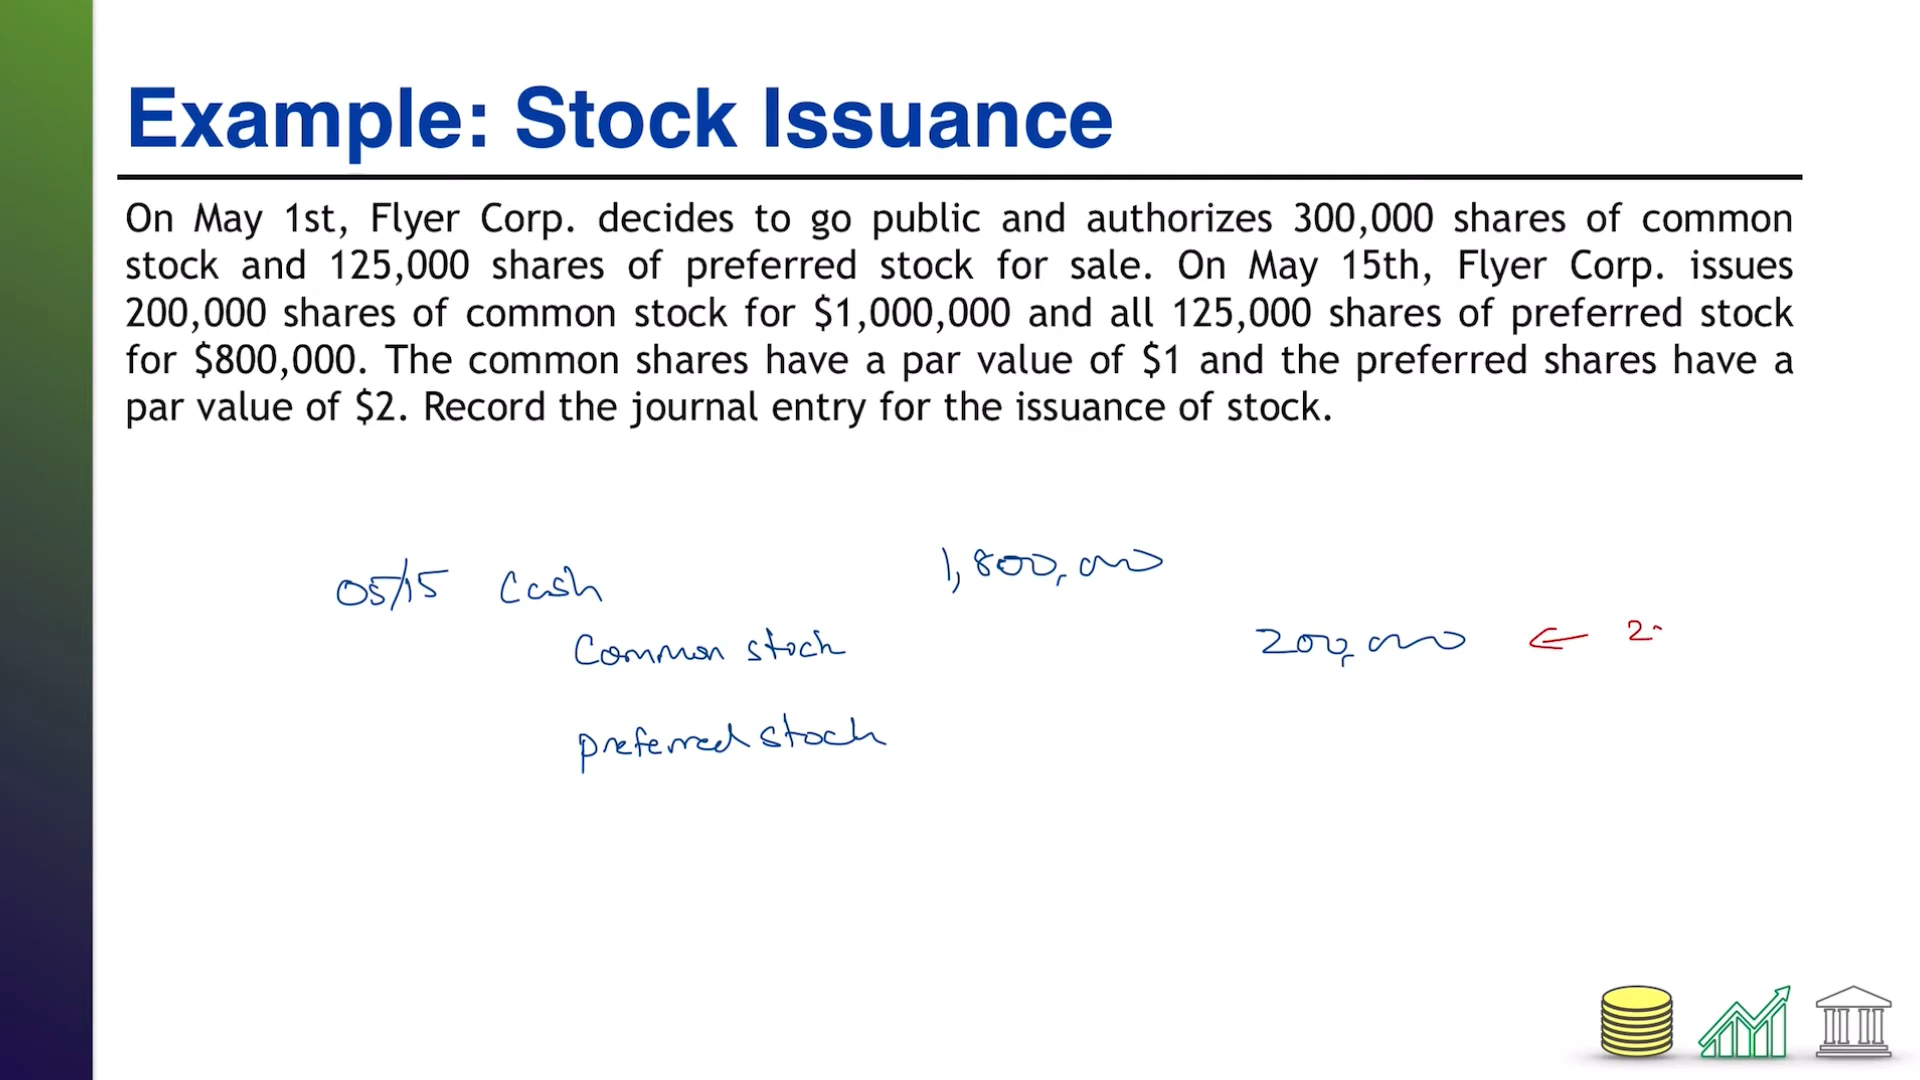 Example: Stock Issuance
On May 1st, Flyer Corp. decides to go public and authorizes 300,000 shares of common
stock and 125,000 shares of preferred stock for sale. On May 15th, Flyer Corp. issues
200,000 shares of common stock for $1,000,000 and all 125,000 shares of preferred stock
for $800,000. The common shares have a par value of $1 and the preferred shares have a
par value of $2. Record the journal entry for the issuance of stock.
05/15 Cash 1,800,000
Common stock 200,000 ← 2
preferred stock